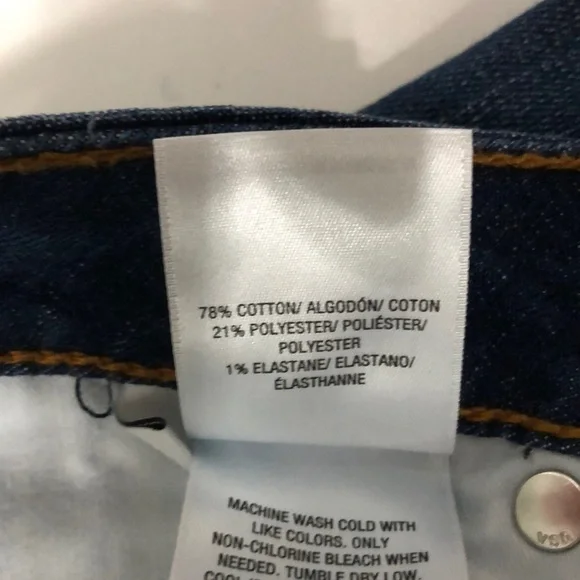 78% COTTON/ ALGODÓN/ COTON
21% POLYESTER/ POLIÉSTER/
POLYESTER
1% ELASTANE/ ELASTANO/
ÉLASTHANNE
MACHINE WASH COLD WITH
LIKE COLORS. ONLY
NON-CHLORINE BLEACH WHEN
NEEDED. TUMBLE DRY LOW.